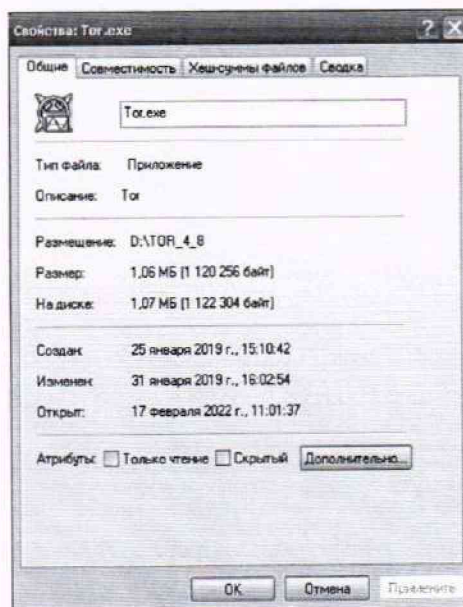 Свойства: Tor.exe
Общие Совместимость Хеш-суммы файлов Сводка
Tor.exe
Тип файла: Приложение
Описание: Tor
Размещение: D:\TOR_4_8
Размер: 1,06 МБ (1 120 256 байт)
На диске: 1,07 МБ (1 122 304 байт)
Создан: 25 января 2019 г., 15:10:42
Изменен: 31 января 2019 г., 16:02:54
Открыт: 17 февраля 2022 г., 11:01:37
Атрибуты: Только чтение Скрытый Дополнительно...
ОК Отмена Применить